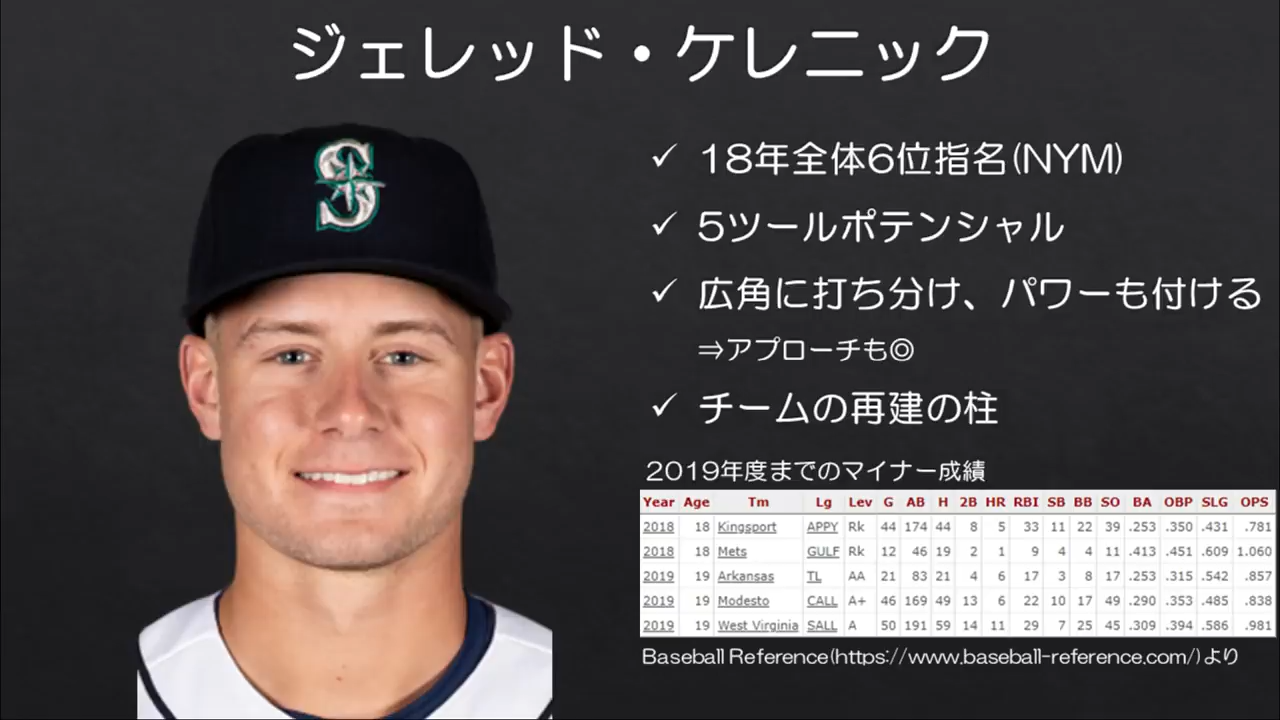 ジェレッド・ケレニック
S
✓ 18年全体6位指名(NYM)
✓ 5ツールポテンシャル
✓ 広角に打ち分け、パワーも付ける
⇒アプローチも◎
✓ チームの再建の柱
2019年度までのマイナー成績
Year Age Tm Lg Lev G AB H 2B HR RBI SB BB SO BA OBP SLG OPS
2018 18 Kingsport APPY Rk 44 174 44 8 5 33 11 22 39 .253 .350 .431 .781
2018 18 Mets GULF Rk 12 46 19 2 1 9 4 4 11 .413 .451 .609 1.060
2019 19 Arkansas TL AA 21 83 21 4 6 17 3 8 17 .253 .315 .542 .857
2019 19 Modesto CALL A+ 46 169 49 13 6 22 10 17 49 .290 .353 .485 .838
2019 19 West Virginia SALL A 50 191 59 14 11 29 7 25 45 .309 .394 .586 .981
Baseball Reference(https://www.baseball-reference.com/)より